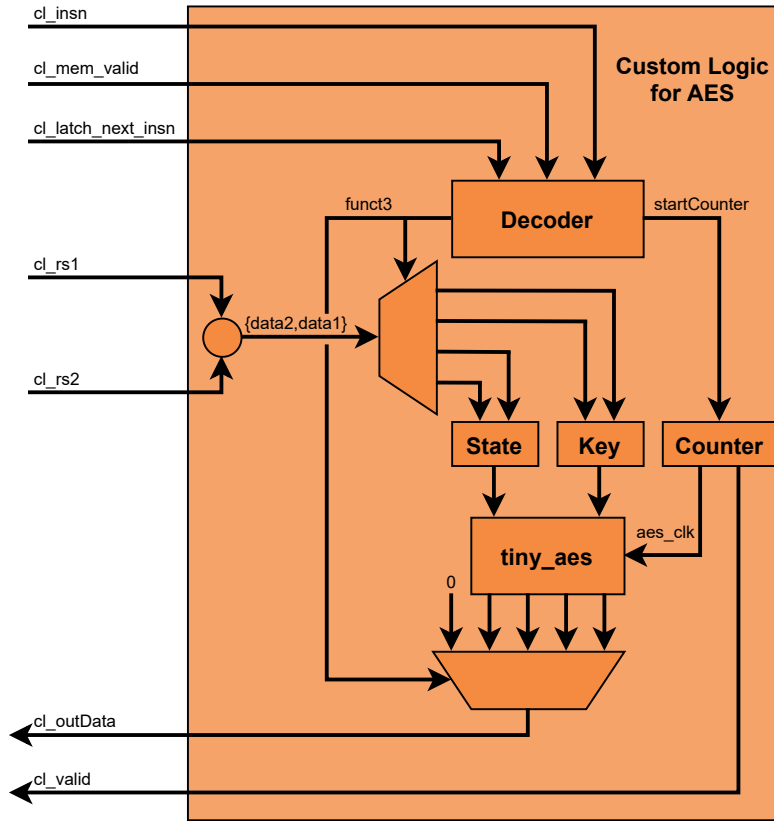 cl_insn
cl_mem_valid
Custom Logic
for AES
cl_latch_next_insn
funct3
Decoder
startCounter
cl_rs1
{data2,data1}
cl_rs2
State
Key
Counter
aes_clk
tiny_aes
0
cl_outData
cl_valid